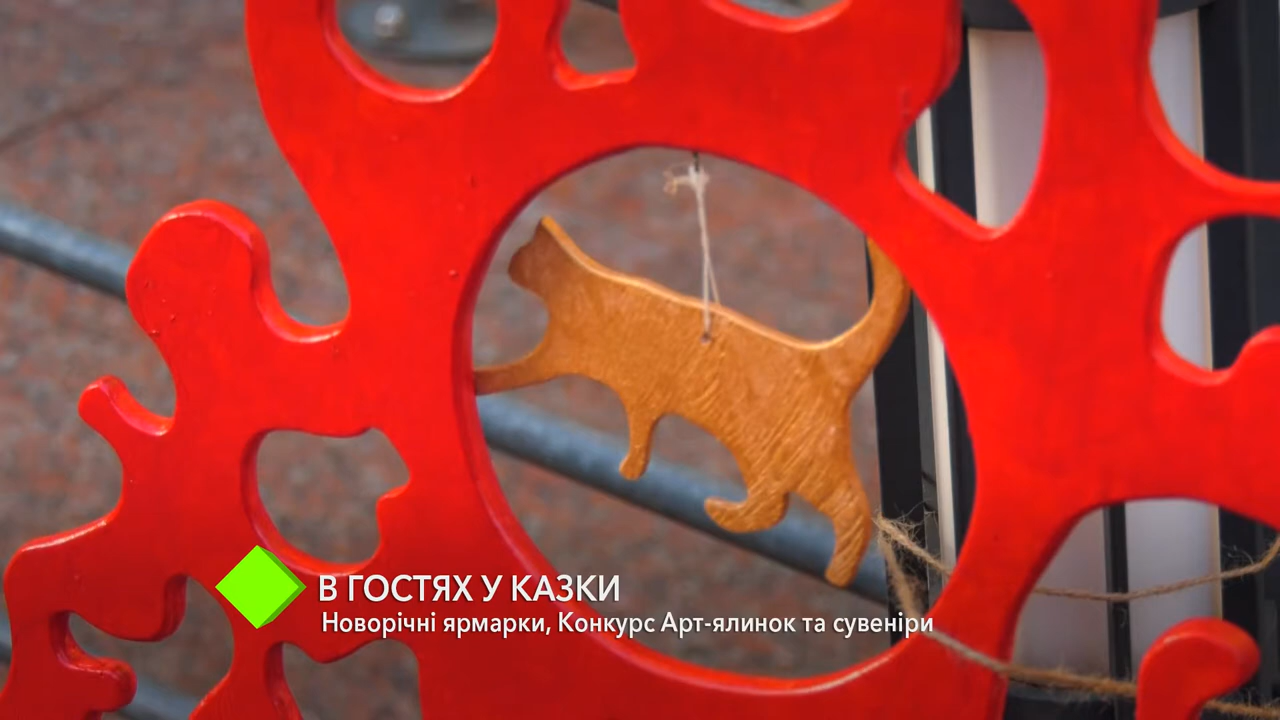 В ГОСТЯХ У КАЗКИ
Новорічні ярмарки, Конкурс Арт-ялинок та сувеніри